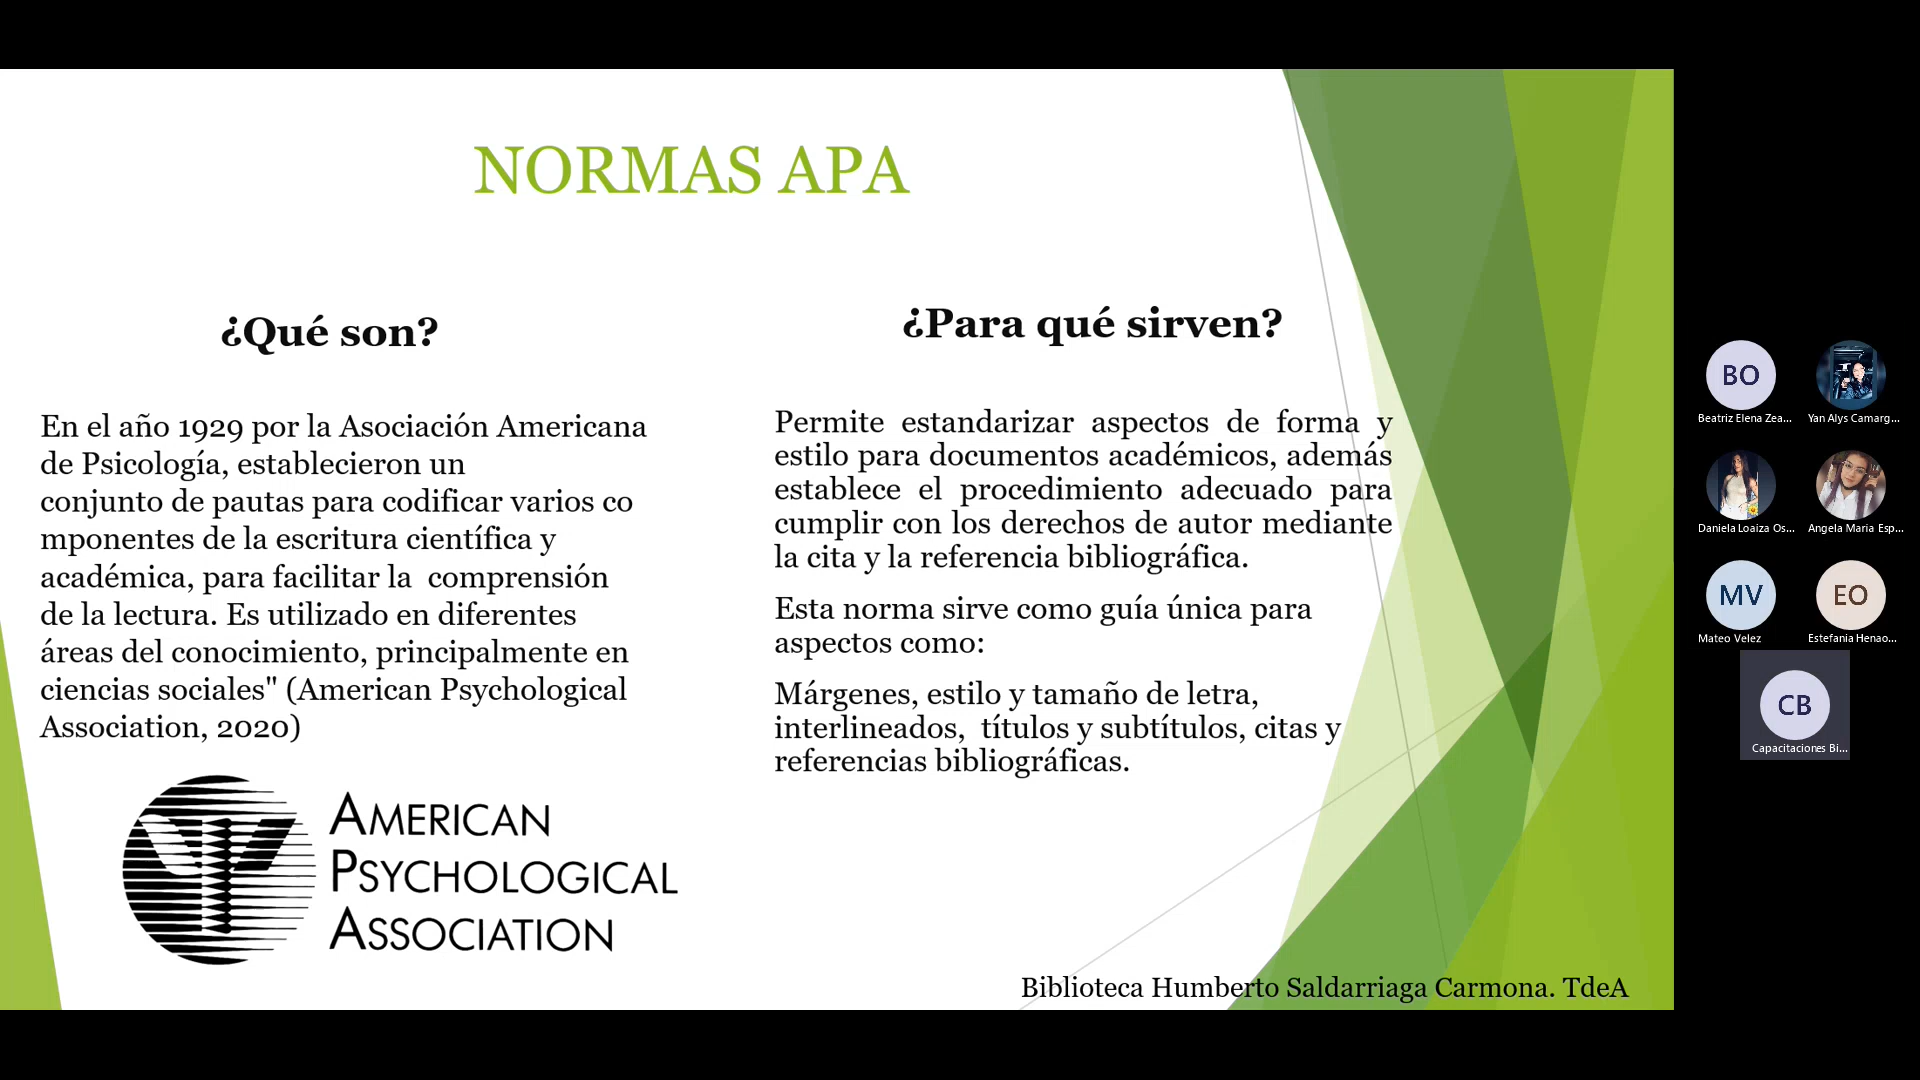 NORMAS APA
¿Qué son?
En el año 1929 por la Asociación Americana
de Psicología, establecieron un
conjunto de pautas para codificar varios co
mponentes de la escritura científica y
académica, para facilitar la  comprensión
de la lectura. Es utilizado en diferentes
áreas del conocimiento, principalmente en
ciencias sociales" (American Psychological
Association, 2020)
AMERICAN
PSYCHOLOGICAL
ASSOCIATION
¿Para qué sirven?
Permite estandarizar aspectos de forma y
estilo para documentos académicos, además
establece el procedimiento adecuado para
cumplir con los derechos de autor mediante
la cita y la referencia bibliográfica.
Esta norma sirve como guía única para
aspectos como:
Márgenes, estilo y tamaño de letra,
interlineados,  títulos y subtítulos, citas y
referencias bibliográficas.
Biblioteca Humberto Saldarriaga Carmona. TdeA
BO
Beatriz Elena Zea...
Yan Alys Camarg...
Daniela Loaiza Os...
Angela Maria Esp...
MV
Mateo Velez
EO
Estefania Henao...
CB
Capacitaciones Bi...